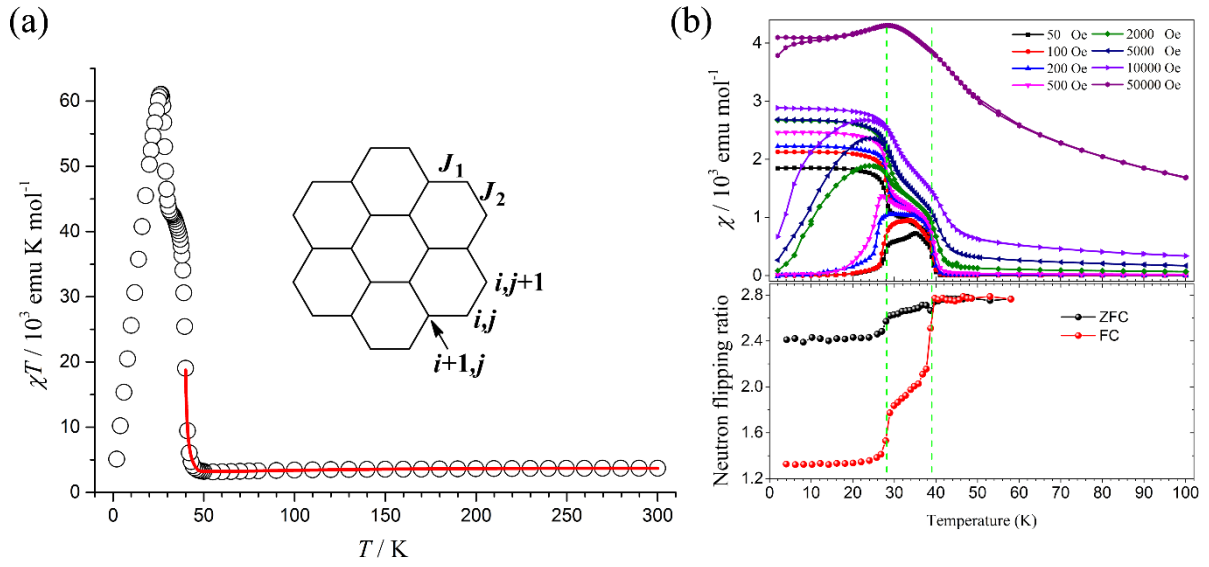 (a)
χT / 10³ emu K mol⁻¹
60
50
40
30
20
10
0
0 50 100 150 200 250 300
T / K
J₁
J₂
i,j+1
i,j
i+1,j
(b)
χ / 10³ emu mol⁻¹
4
3
2
1
0
50 Oe
100 Oe
200 Oe
500 Oe
2000 Oe
5000 Oe
10000 Oe
50000 Oe
Neutron flipping ratio
2.8
2.4
2.0
1.6
1.2
ZFC
FC
0 10 20 30 40 50 60 70 80 90 100
Temperature (K)